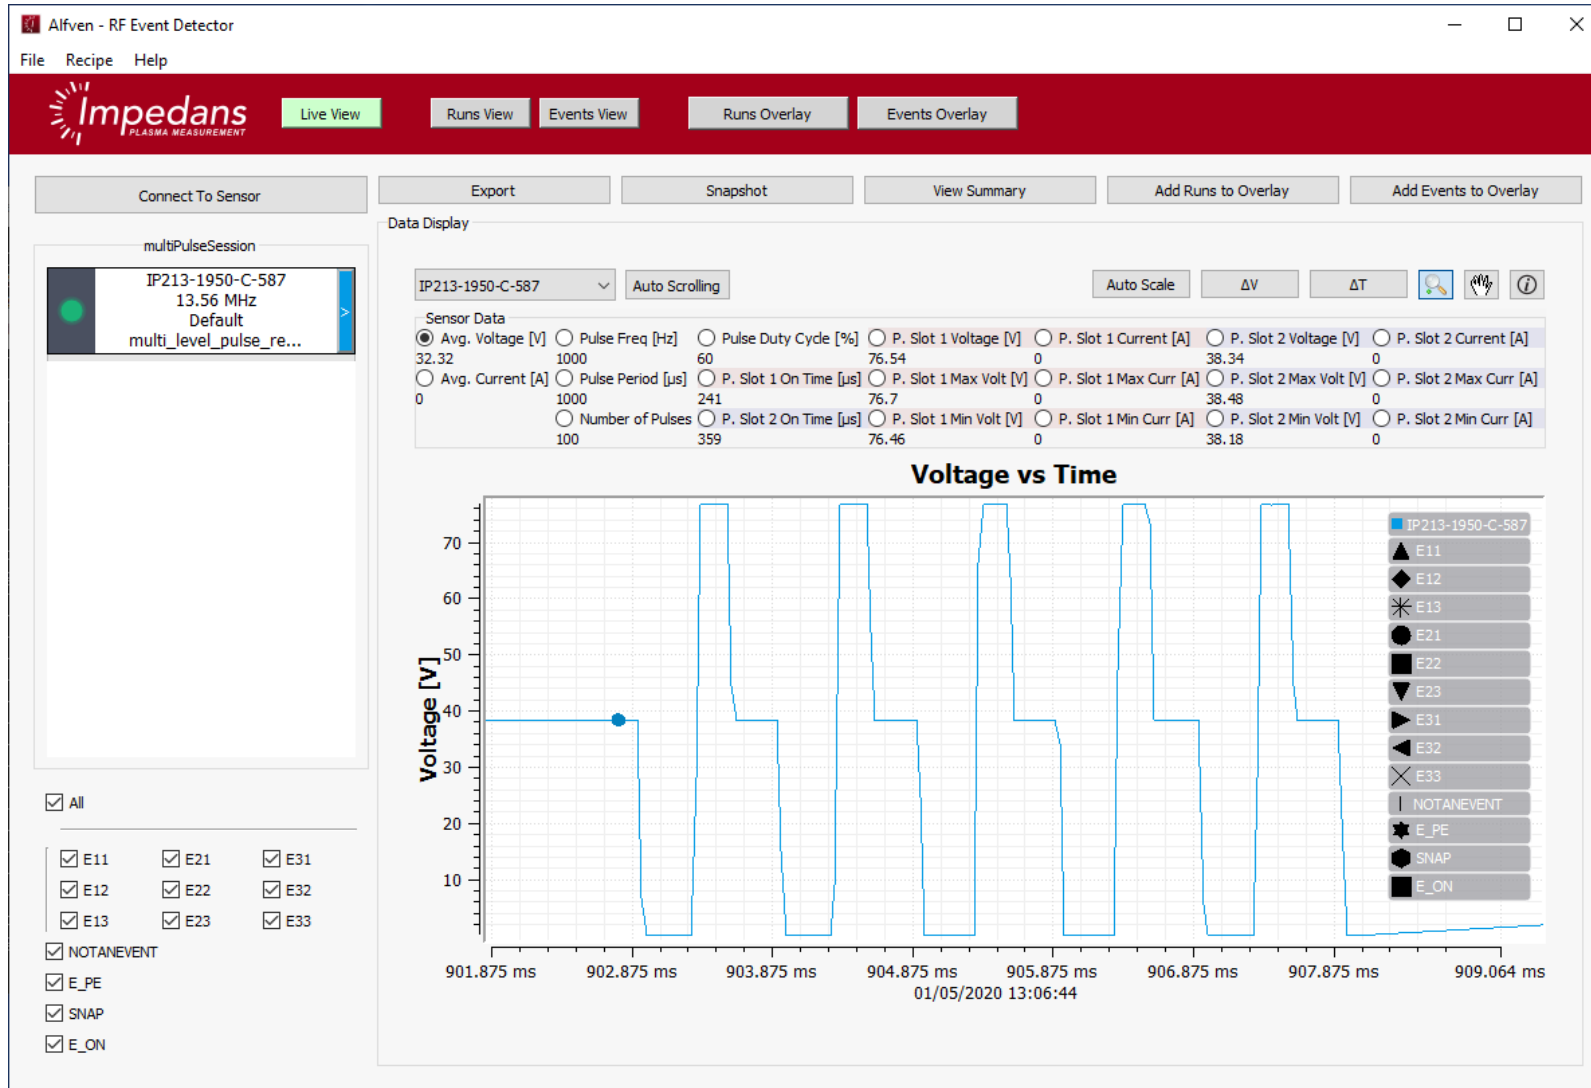 Alfven - RF Event Detector
File Recipe Help
Impedans
PLASMA MEASUREMENT
Live View Runs View Events View Runs Overlay Events Overlay
Connect To Sensor Export Snapshot View Summary Add Runs to Overlay Add Events to Overlay
Data Display
multiPulseSession
IP213-1950-C-587
13.56 MHz
Default
multi_level_pulse_re...
>
IP213-1950-C-587 Auto Scrolling Auto Scale ΔV ΔT
Sensor Data
Avg. Voltage [V] Pulse Freq [Hz] Pulse Duty Cycle [%] P. Slot 1 Voltage [V] P. Slot 1 Current [A] P. Slot 2 Voltage [V] P. Slot 2 Current [A]
32.32 1000 60 76.54 0 38.34 0
Avg. Current [A] Pulse Period [µs] P. Slot 1 On Time [µs] P. Slot 1 Max Volt [V] P. Slot 1 Max Curr [A] P. Slot 2 Max Volt [V] P. Slot 2 Max Curr [A]
0 1000 241 76.7 0 38.48 0
Number of Pulses P. Slot 2 On Time [µs] P. Slot 1 Min Volt [V] P. Slot 1 Min Curr [A] P. Slot 2 Min Volt [V] P. Slot 2 Min Curr [A]
100 359 76.46 0 38.18 0
Voltage vs Time
Voltage [V]
70
60
50
40
30
20
10
IP213-1950-C-587
E11
E12
E13
E21
E22
E23
E31
E32
E33
NOTANEVENT
E_PE
SNAP
E_ON
901.875 ms 902.875 ms 903.875 ms 904.875 ms 905.875 ms 906.875 ms 907.875 ms 909.064 ms
01/05/2020 13:06:44
All
E11 E21 E31
E12 E22 E32
E13 E23 E33
NOTANEVENT
E_PE
SNAP
E_ON